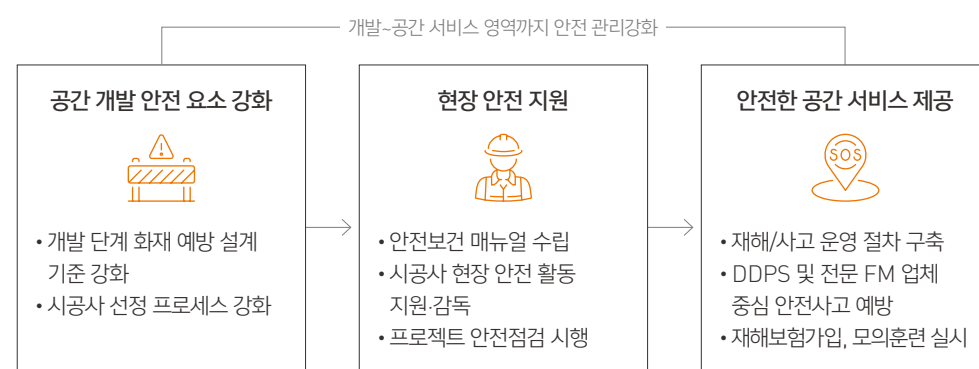 개발~공간 서비스 영역까지 안전 관리강화
공간 개발 안전 요소 강화
• 개발 단계 화재 예방 설계
기준 강화
• 시공사 선정 프로세스 강화
현장 안전 지원
• 안전보건 매뉴얼 수립
• 시공사 현장 안전 활동
지원·감독
• 프로젝트 안전점검 시행
안전한 공간 서비스 제공
SOS
• 재해/사고 운영 절차 구축
• DDPS 및 전문 FM 업체
중심 안전사고 예방
• 재해보험가입, 모의훈련 실시